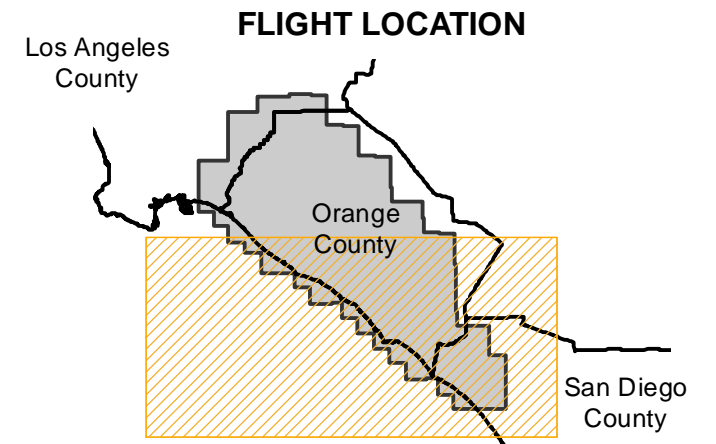 FLIGHT LOCATION
Los Angeles
County
Orange
County
San Diego
County